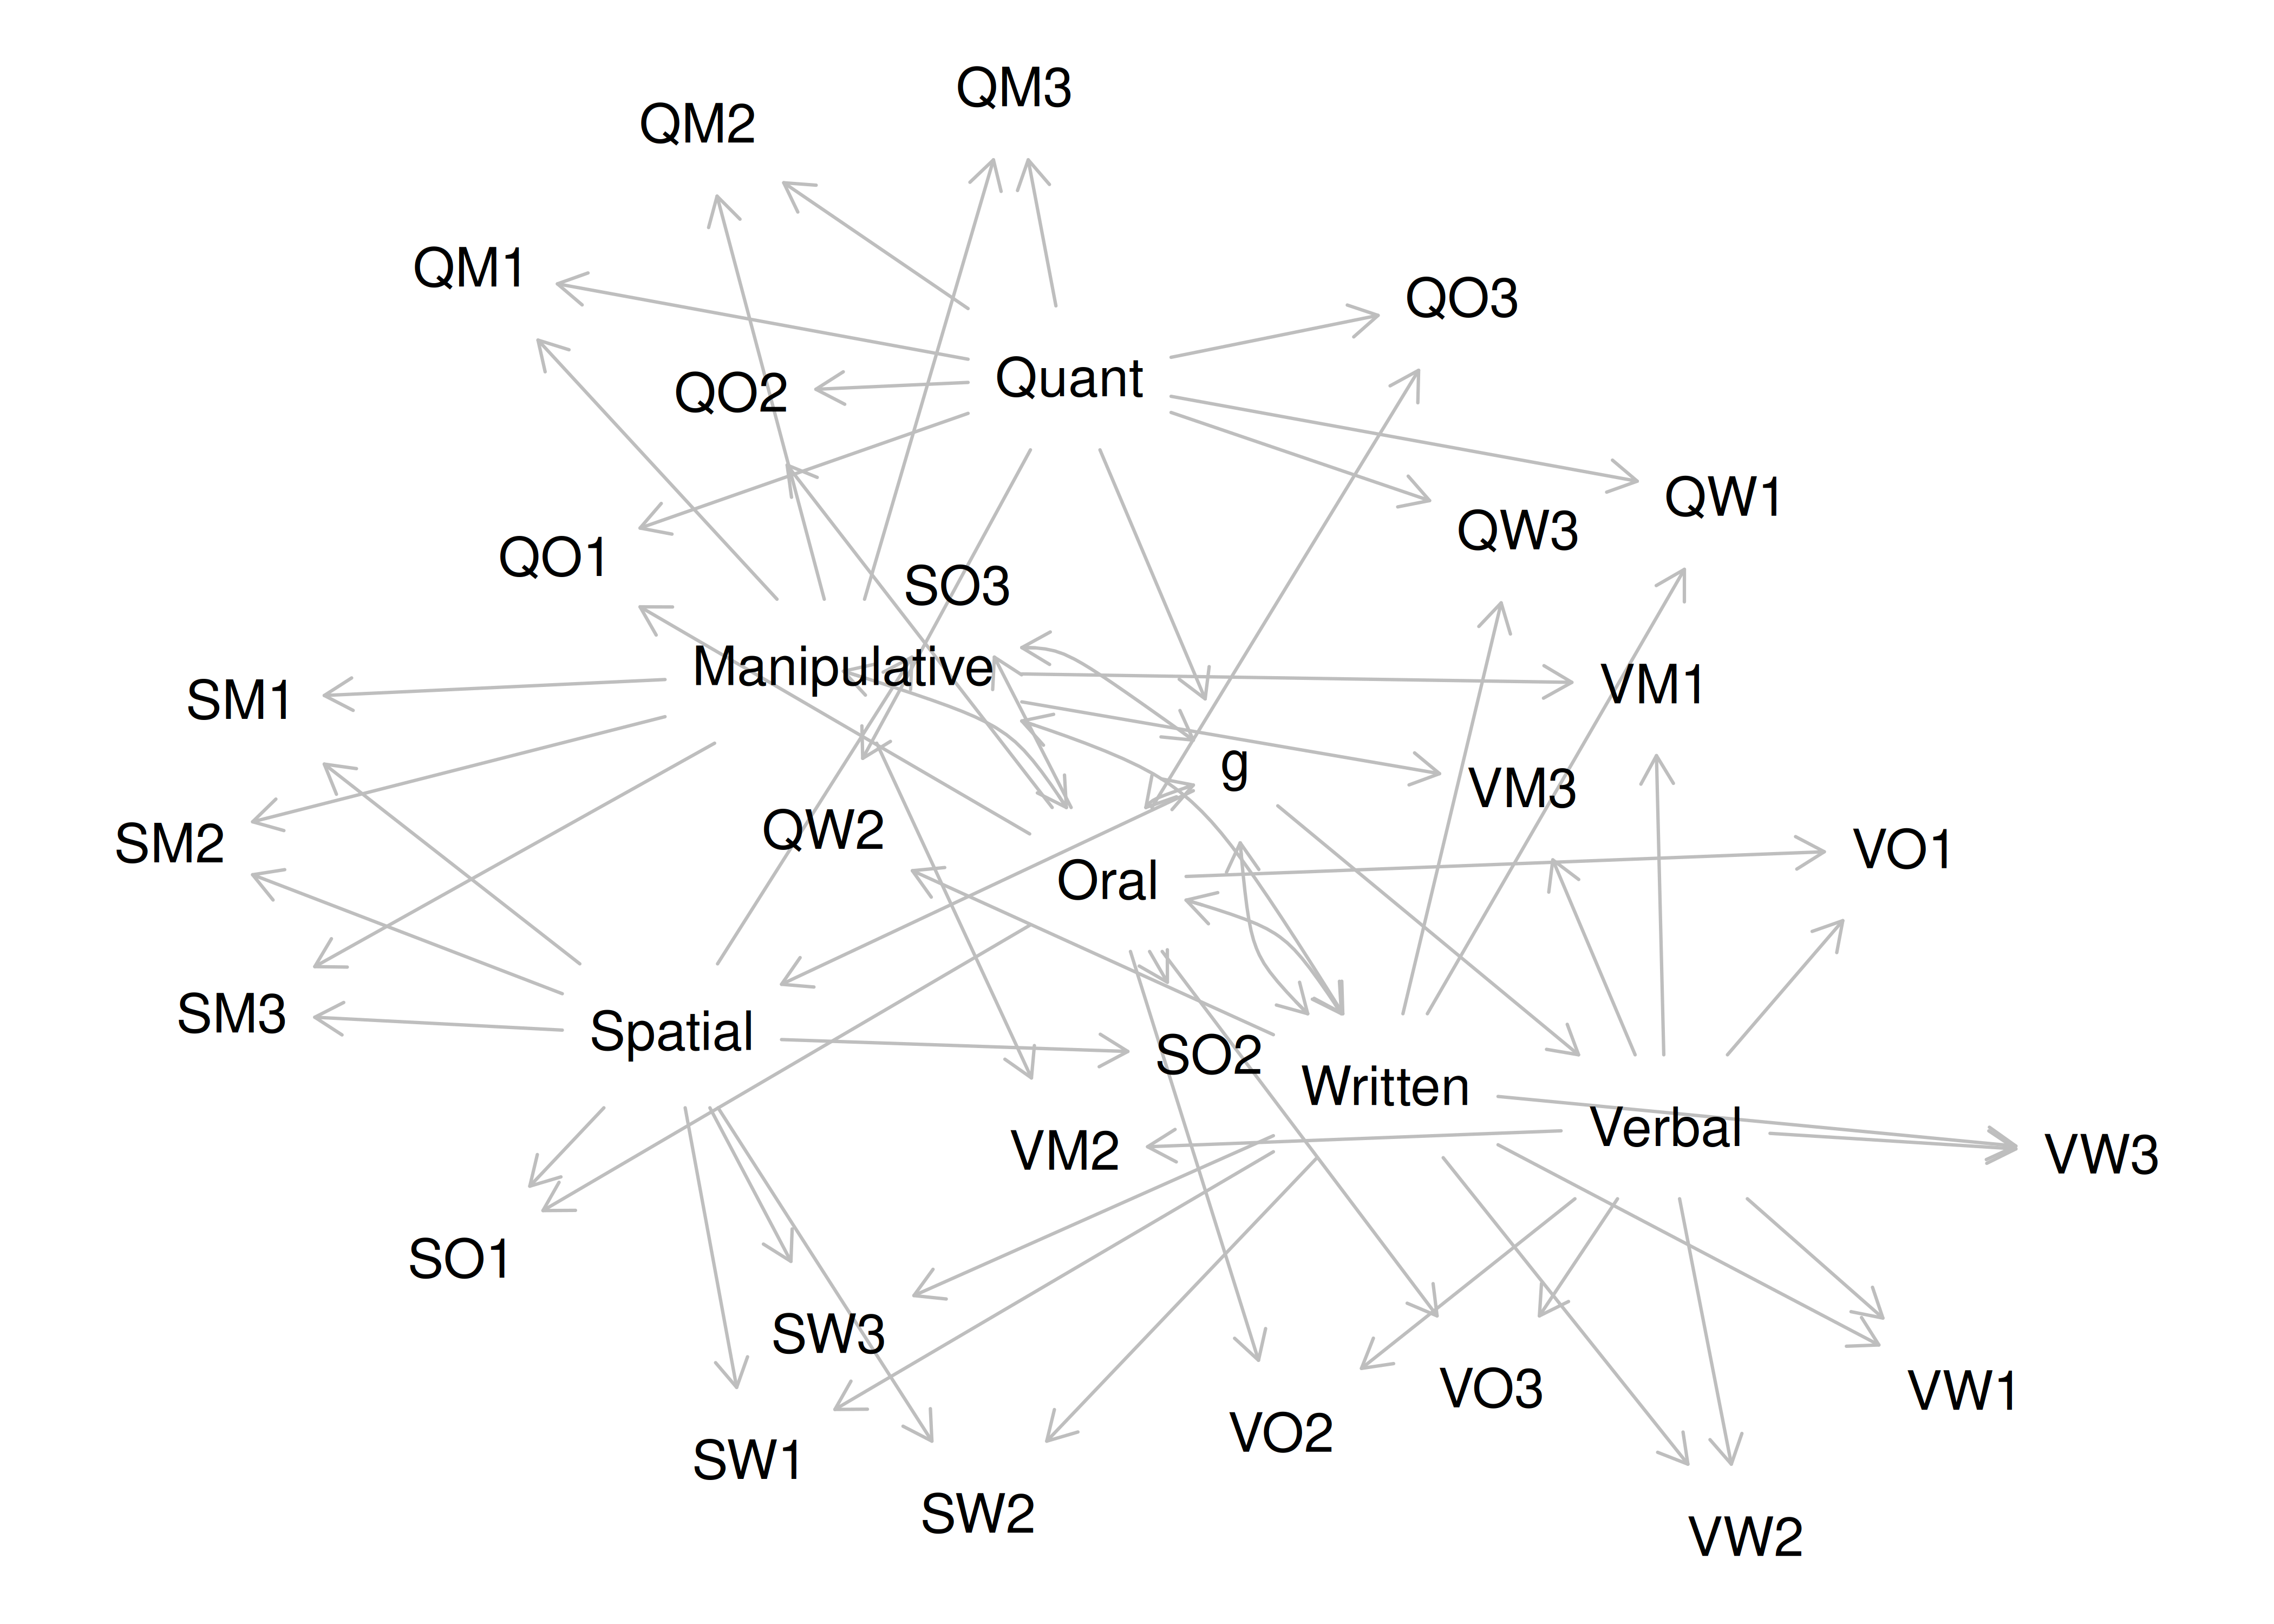 QM3
QM2
QM1
QO3
Quant
QO2
QW1
QW3
QO1
SO3
Manipulative
VM1
SM1
g
VM3
QW2
SM2
VO1
Oral
SM3
Spatial
SO2
Written
Verbal
VM2
VW3
SO1
SW3
VO3
VW1
VO2
SW1
SW2
VW2